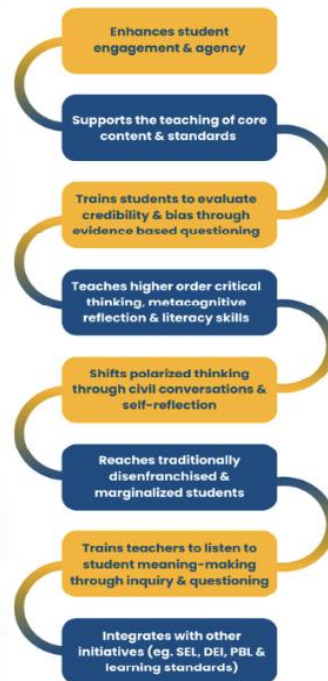 Enhances student
engagement & agency
Supports the teaching of core
content & standards
Trains students to evaluate
credibility & bias through
evidence based questioning
Teaches higher order critical
thinking, metacognitive
reflection & literacy skills
Shifts polarized thinking
through civil conversations &
self-reflection
Reaches traditionally
disenfranchised &
marginalized students
Trains teachers to listen to
student meaning-making
through inquiry & questioning
Integrates with other
initiatives (eg. SEL, DEI, PBL &
learning standards)